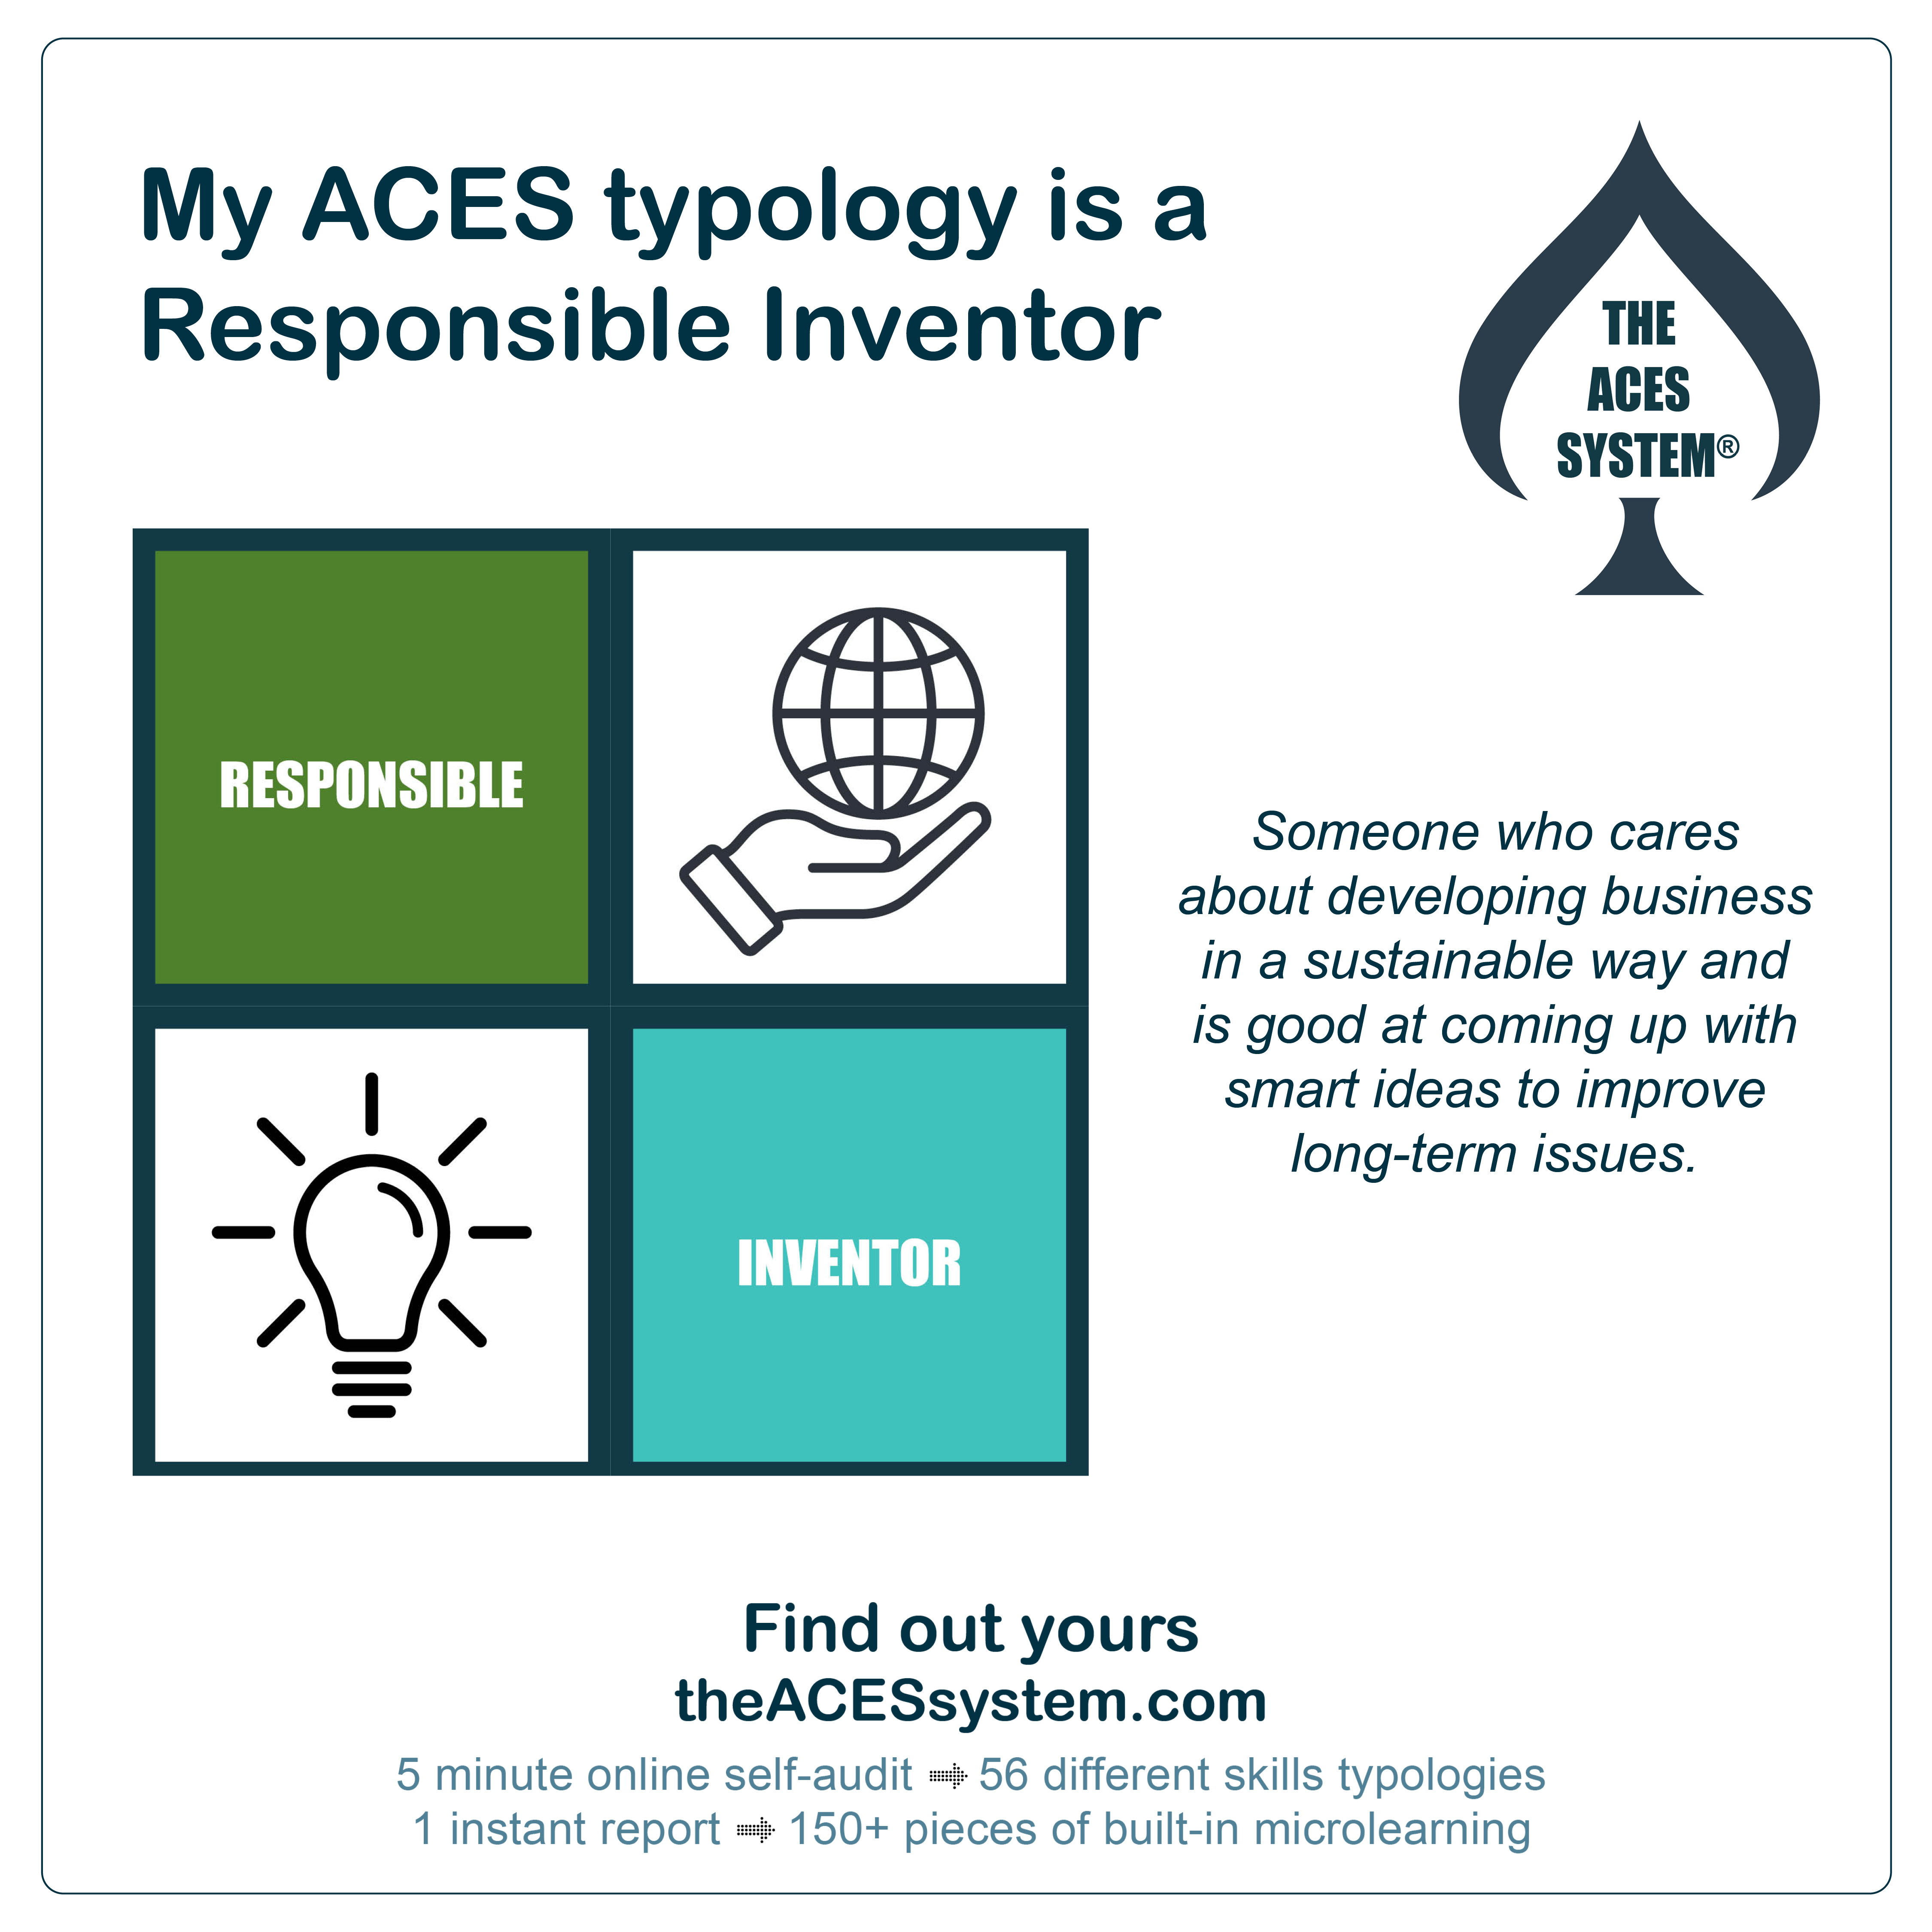 My ACES typology is a
Responsible Inventor
THE
ACES
SYSTEM®
RESPONSIBLE
INVENTOR
Someone who cares
about developing business
in a sustainable way and
is good at coming up with
smart ideas to improve
long-term issues.
Find out yours
theACESsystem.com
5 minute online self-audit ➩ 56 different skills typologies
1 instant report ➩ 150+ pieces of built-in microlearning